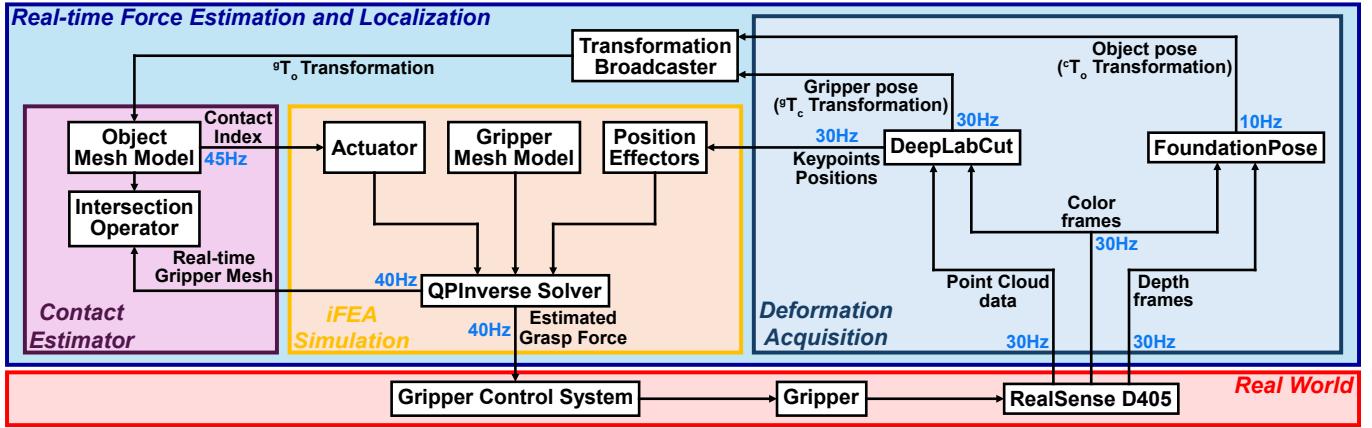 Real-time Force Estimation and Localization
Transformation
Broadcaster
ᵍTₒ Transformation
Object pose
(ᶜTₒ Transformation)
Gripper pose
(ᵍT꜀ Transformation)
30Hz
10Hz
Contact
Index
45Hz
Object
Mesh Model
Actuator
Gripper
Mesh Model
Position
Effectors
30Hz
Keypoints
Positions
DeepLabCut
FoundationPose
Intersection
Operator
Color
frames
30Hz
Real-time
Gripper Mesh
40Hz
QPInverse Solver
Point Cloud
data
Depth
frames
Contact
Estimator
iFEA
Simulation
40Hz
Estimated
Grasp Force
Deformation
Acquisition
30Hz
30Hz
Real World
Gripper Control System
Gripper
RealSense D405